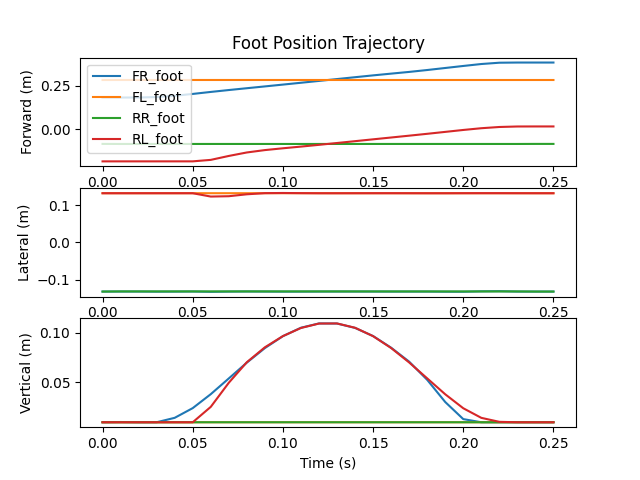 Foot Position Trajectory
Forward (m)
0.25
0.00
FR_foot
FL_foot
RR_foot
RL_foot
0.00 0.05 0.10 0.15 0.20 0.25
Lateral (m)
0.1
0.0
−0.1
0.00 0.05 0.10 0.15 0.20 0.25
Vertical (m)
0.10
0.05
0.00 0.05 0.10 0.15 0.20 0.25
Time (s)